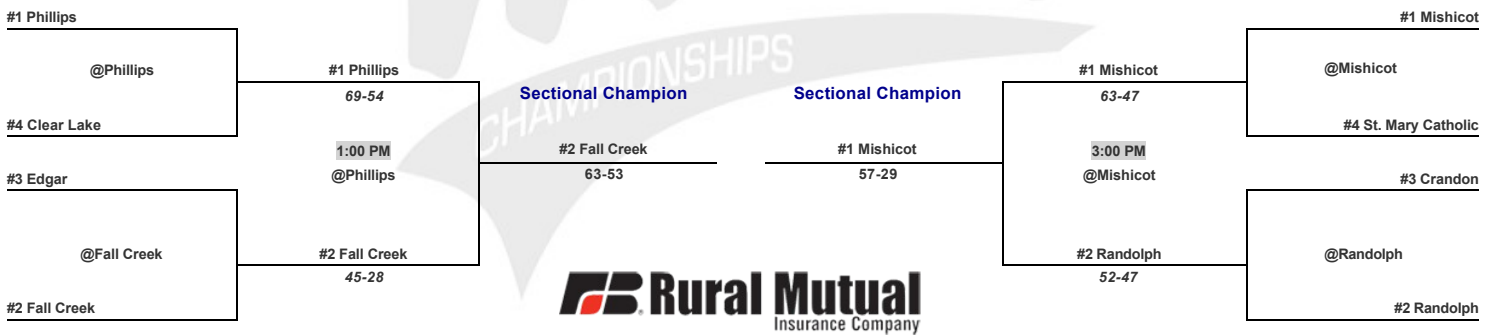 #1 Phillips
@Phillips
#4 Clear Lake
#3 Edgar
@Fall Creek
#2 Fall Creek
#1 Phillips
69-54
1:00 PM
@Phillips
#2 Fall Creek
45-28
Sectional Champion
#2 Fall Creek
63-53
CHAMPIONSHIPS
Sectional Champion
#1 Mishicot
57-29
#1 Mishicot
63-47
3:00 PM
@Mishicot
#2 Randolph
52-47
#1 Mishicot
@Mishicot
#4 St. Mary Catholic
#3 Crandon
@Randolph
#2 Randolph
Rural Mutual
Insurance Company